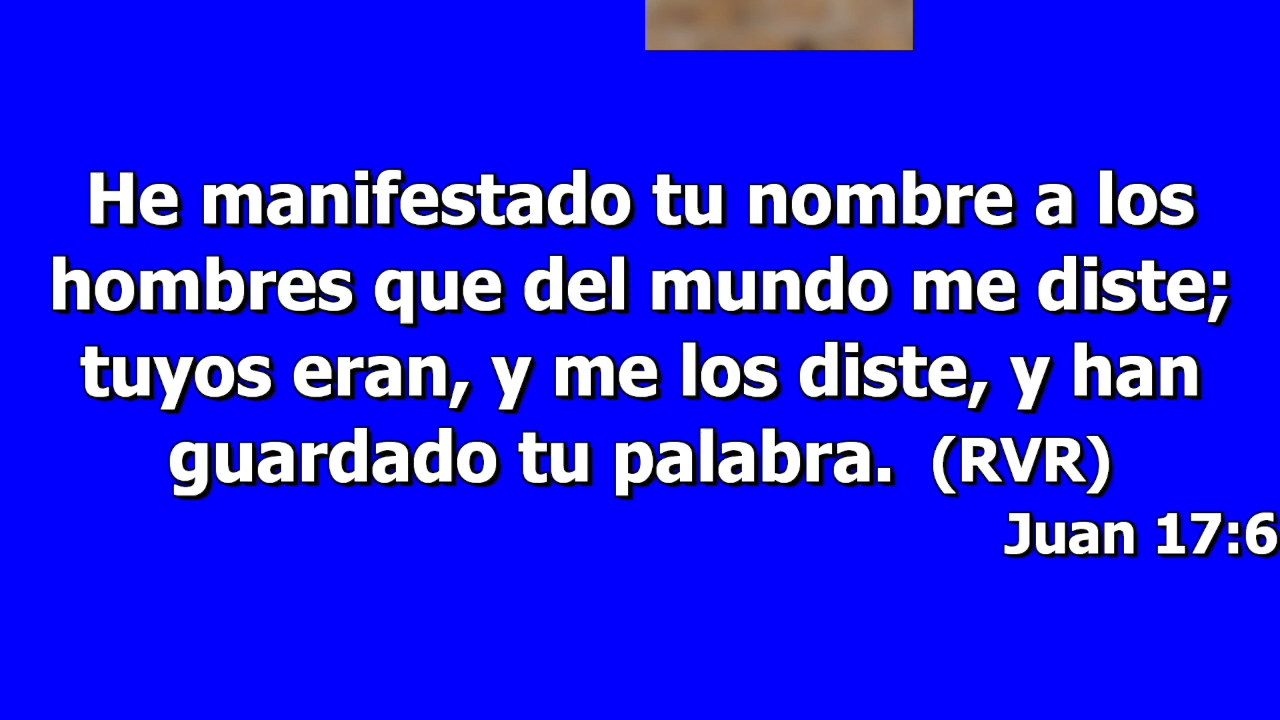 He manifestado tu nombre a los
hombres que del mundo me diste;
tuyos eran, y me los diste, y han
guardado tu palabra. (RVR)
Juan 17:6